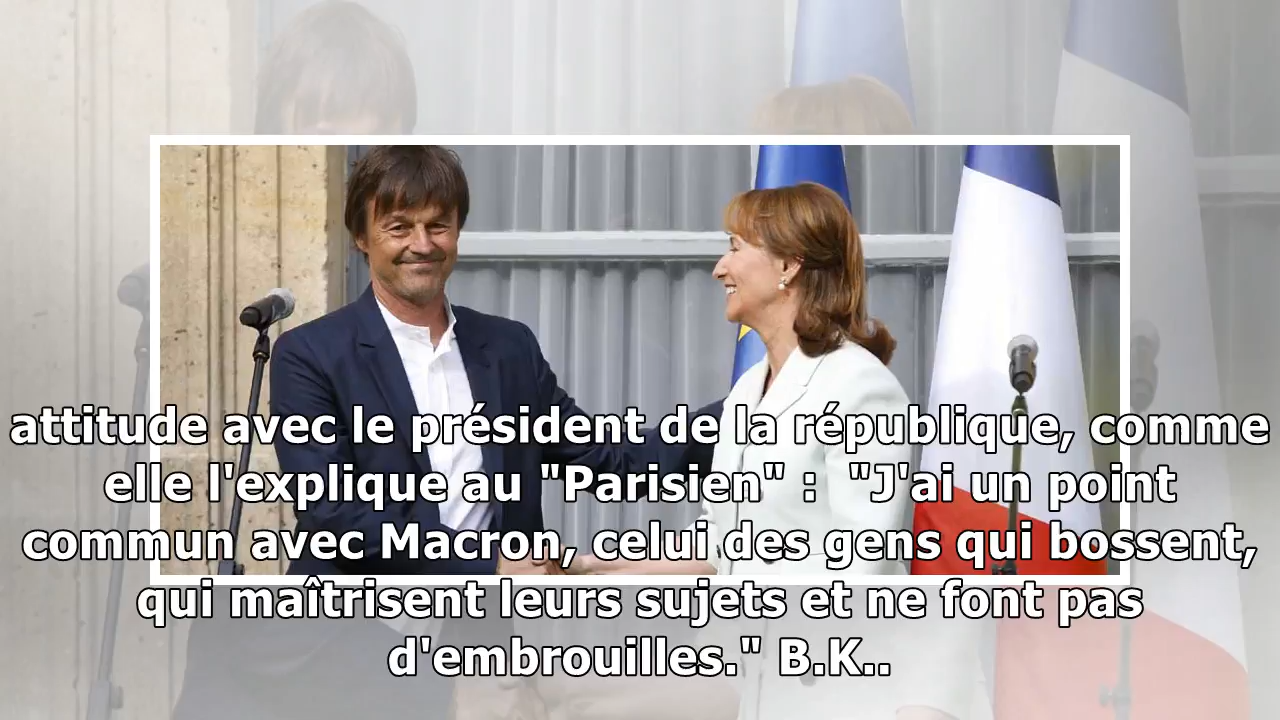 attitude avec le président de la république, comme
elle l'explique au "Parisien" :  "J'ai un point
commun avec Macron, celui des gens qui bossent,
qui maîtrisent leurs sujets et ne font pas
d'embrouilles." B.K..